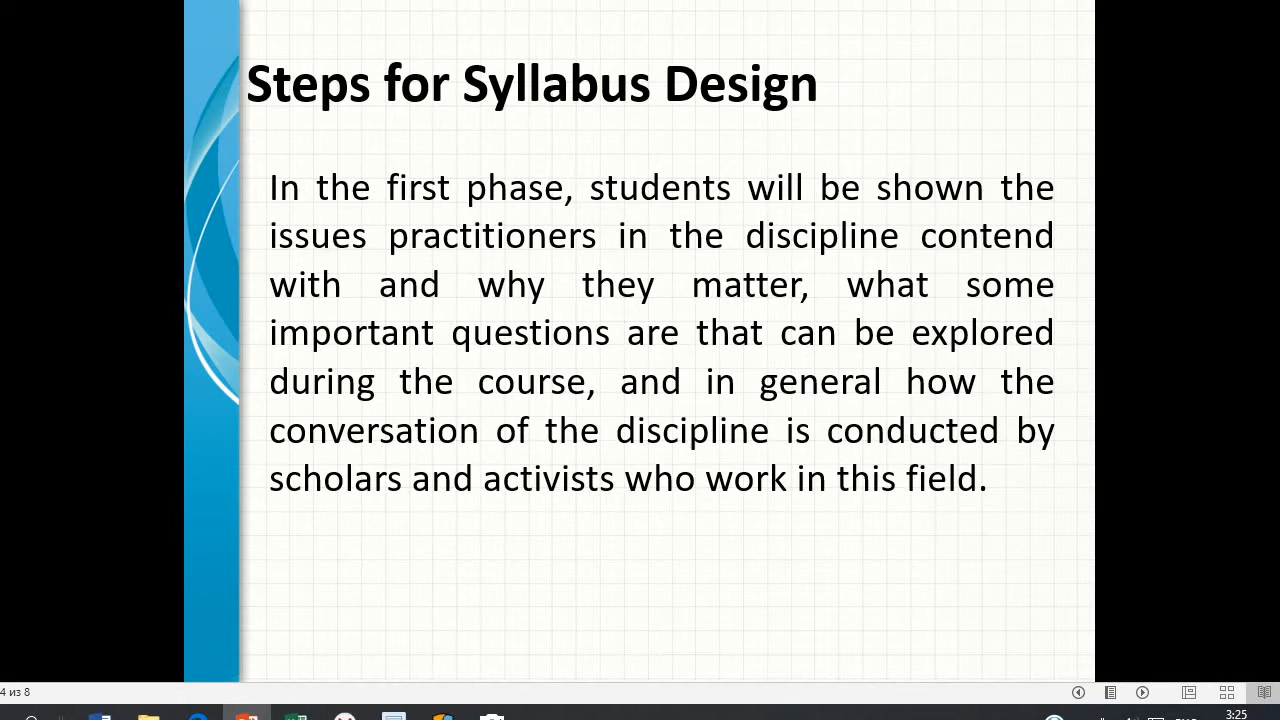 Steps for Syllabus Design
In the first phase, students will be shown the
issues practitioners in the discipline contend
with and why they matter, what some
important questions are that can be explored
during the course, and in general how the
conversation of the discipline is conducted by
scholars and activists who work in this field.
4 из 8
3:25